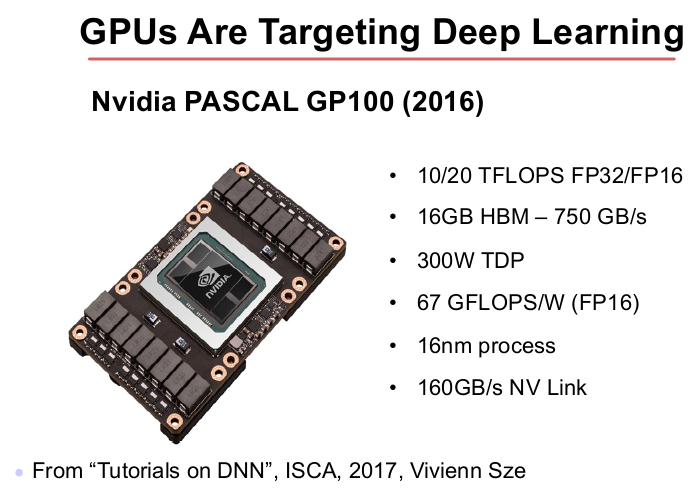 GPUs Are Targeting Deep Learning
Nvidia PASCAL GP100 (2016)
• 10/20 TFLOPS FP32/FP16
• 16GB HBM – 750 GB/s
• 300W TDP
• 67 GFLOPS/W (FP16)
• 16nm process
• 160GB/s NV Link
NVIDIA.
• From “Tutorials on DNN”, ISCA, 2017, Vivienn Sze